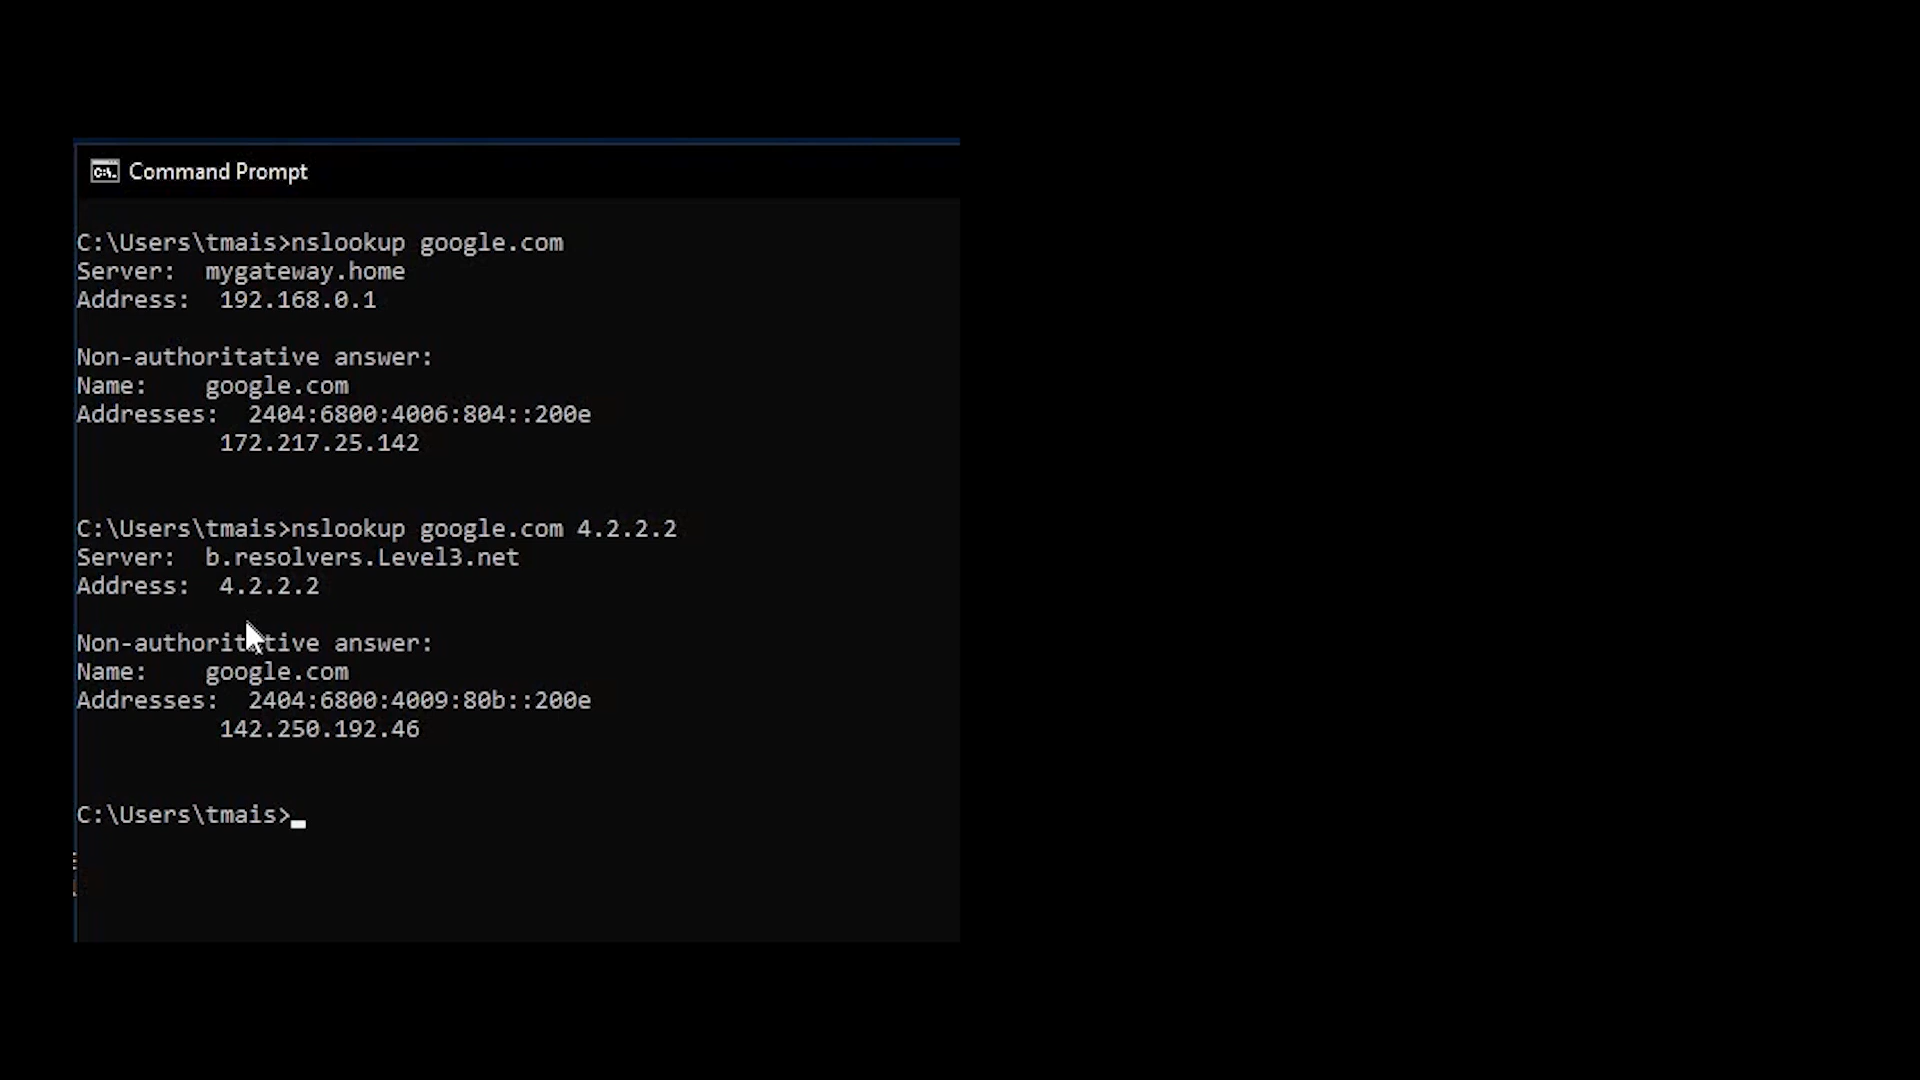 Command Prompt
C:\Users\tmais>nslookup google.com
Server:  mygateway.home
Address:  192.168.0.1
Non-authoritative answer:
Name:    google.com
Addresses:  2404:6800:4006:804::200e
172.217.25.142
C:\Users\tmais>nslookup google.com 4.2.2.2
Server:  b.resolvers.Level3.net
Address:  4.2.2.2
Non-authoritative answer:
Name:    google.com
Addresses:  2404:6800:4009:80b::200e
142.250.192.46
C:\Users\tmais>